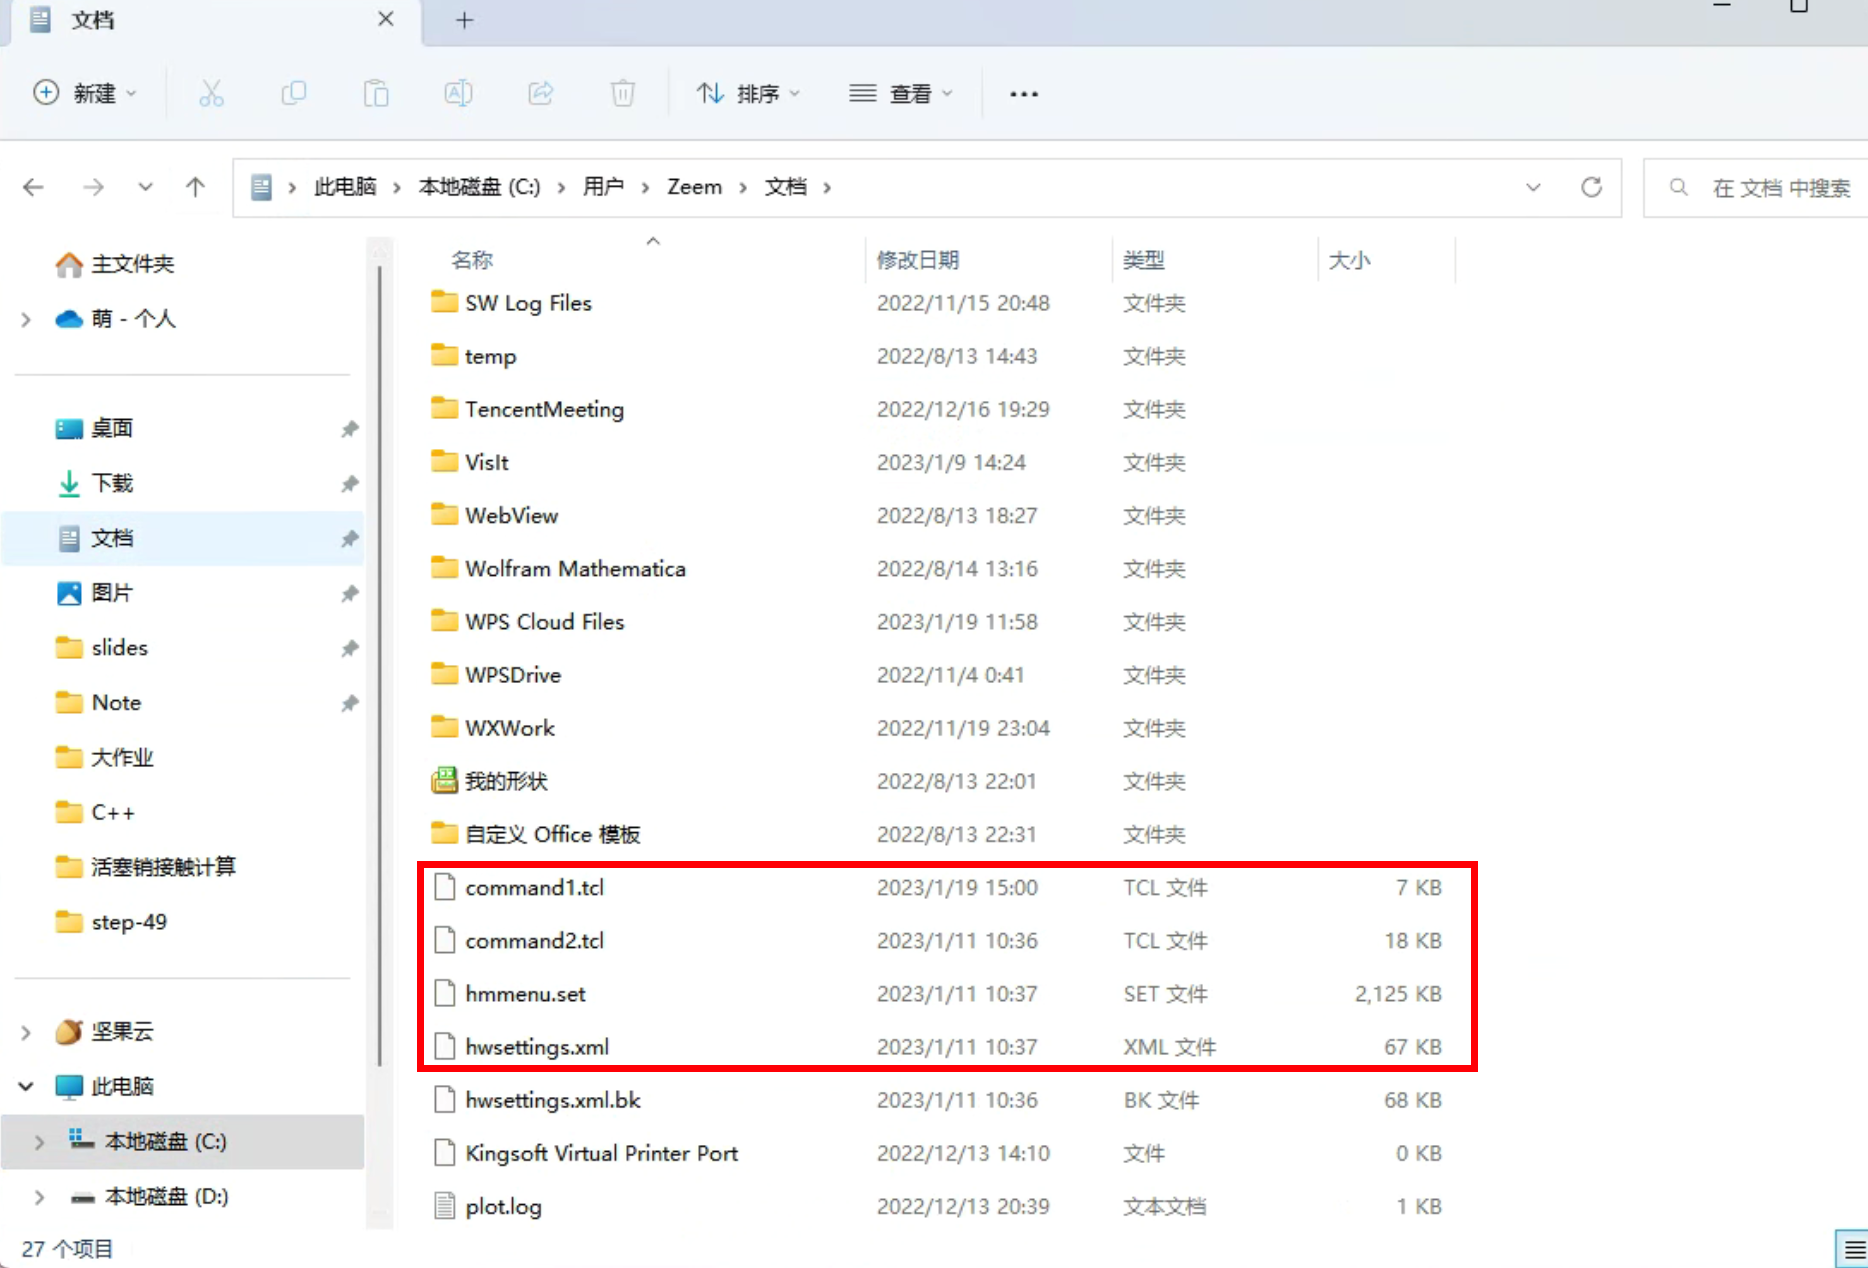 文档
新建
排序
查看
此电脑 本地磁盘 (C:) 用户 Zeem 文档
在 文档 中搜索
主文件夹
萌 - 个人
桌面
下载
文档
图片
slides
Note
大作业
C++
活塞销接触计算
step-49
坚果云
此电脑
本地磁盘 (C:)
本地磁盘 (D:)
名称 修改日期 类型 大小
SW Log Files 2022/11/15 20:48 文件夹
temp 2022/8/13 14:43 文件夹
TencentMeeting 2022/12/16 19:29 文件夹
VisIt 2023/1/9 14:24 文件夹
WebView 2022/8/13 18:27 文件夹
Wolfram Mathematica 2022/8/14 13:16 文件夹
WPS Cloud Files 2023/1/19 11:58 文件夹
WPSDrive 2022/11/4 0:41 文件夹
WXWork 2022/11/19 23:04 文件夹
我的形状 2022/8/13 22:01 文件夹
自定义 Office 模板 2022/8/13 22:31 文件夹
command1.tcl 2023/1/19 15:00 TCL 文件 7 KB
command2.tcl 2023/1/11 10:36 TCL 文件 18 KB
hmmenu.set 2023/1/11 10:37 SET 文件 2,125 KB
hwsettings.xml 2023/1/11 10:37 XML 文件 67 KB
hwsettings.xml.bk 2023/1/11 10:36 BK 文件 68 KB
Kingsoft Virtual Printer Port 2022/12/13 14:10 文件 0 KB
plot.log 2022/12/13 20:39 文本文档 1 KB
27 个项目